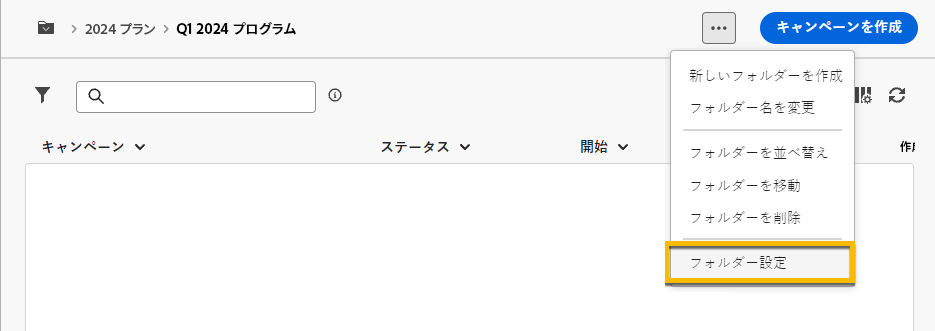 2024 プラン Q1 2024 プログラム
キャンペーンを作成
新しいフォルダーを作成
フォルダー名を変更
フォルダーを並べ替え
フォルダーを移動
フォルダーを削除
フォルダー設定
キャンペーン ステータス 開始 作成